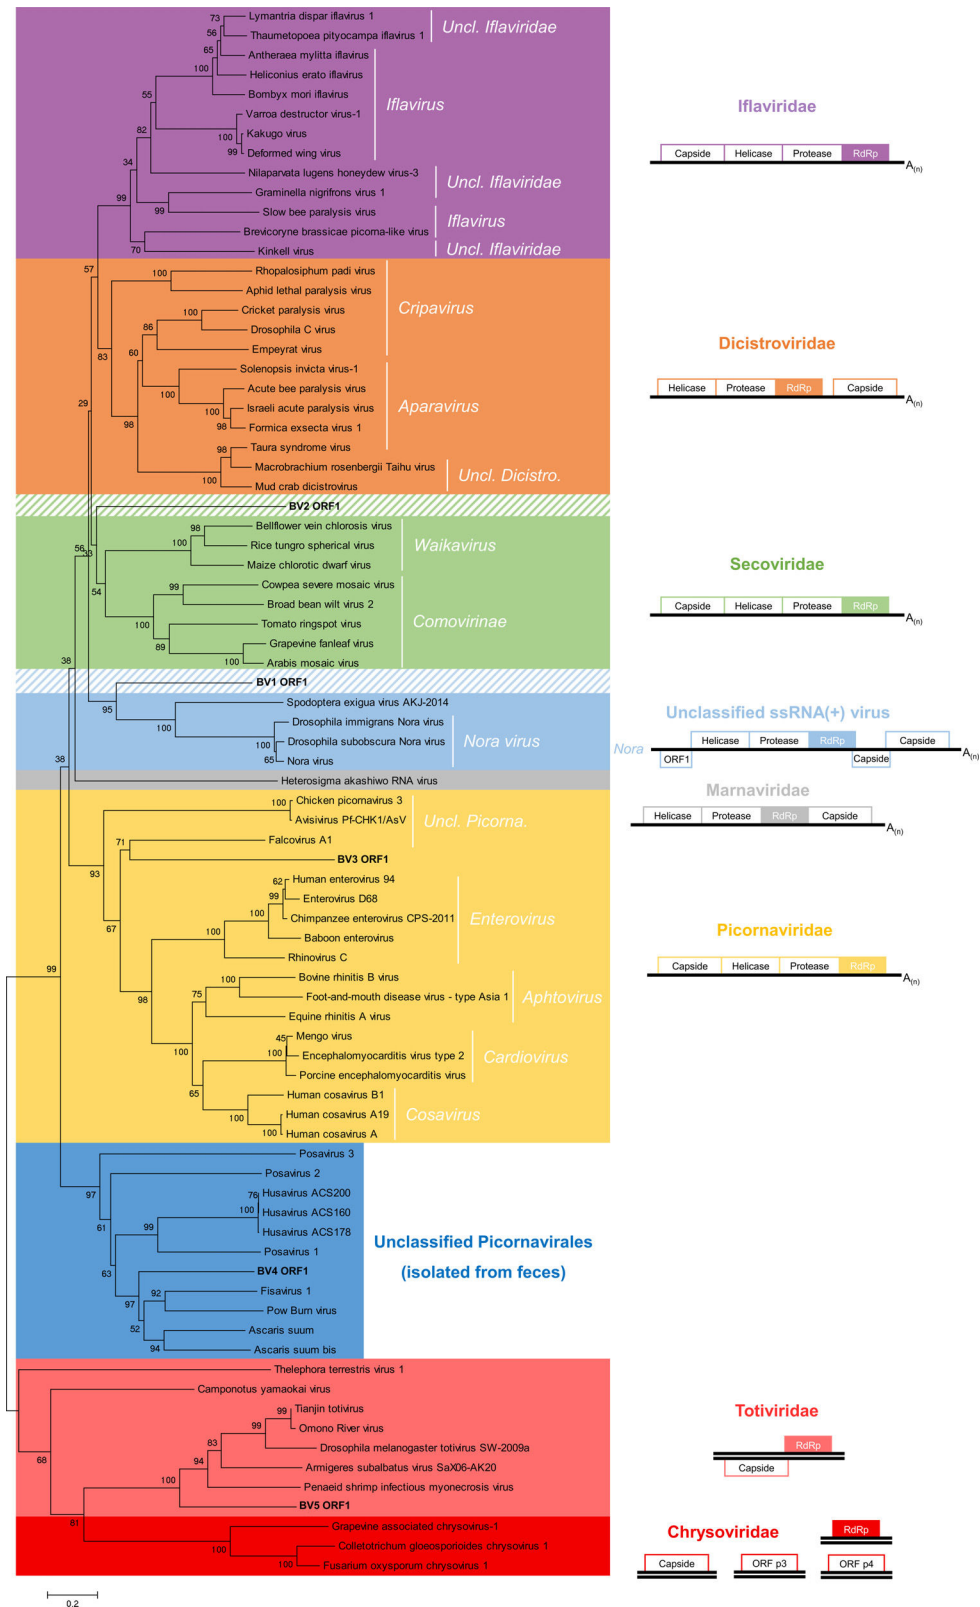 73
Lymantria dispar iflavirus 1
56
Thaumetopoea pityocampa iflavirus 1
Uncl. Iflaviridae
65
Antheraea mylitta iflavirus
100
Heliconius erato iflavirus
55
Bombyx mori iflavirus
Iflavirus
Varroa destructor virus-1
82
100
Kakugo virus
99
Deformed wing virus
34
Nilaparvata lugens honeydew virus-3
Uncl. Iflaviridae
Graminella nigrifrons virus 1
99
99
Slow bee paralysis virus
Iflavirus
Brevicoryne brassicae picorna-like virus
70
Kinkell virus
Uncl. Iflaviridae
Iflaviridae
Capside
Helicase
Protease
RdRp
A(n)
57
100
Rhopalosiphum padi virus
Aphid lethal paralysis virus
Cripavirus
100
Cricket paralysis virus
86
Drosophila C virus
83
60
Empeyrat virus
Solenopsis invicta virus-1
100
Acute bee paralysis virus
Aparavirus
100
Israeli acute paralysis virus
29
98
98
Formica exsecta virus 1
98
Taura syndrome virus
Macrobrachium rosenbergii Taihu virus
Uncl. Dicistro.
100
Mud crab dicistrovirus
Dicistroviridae
Helicase
Protease
RdRp
Capside
A(n)
BV2 ORF1
98
Bellflower vein chlorosis virus
100
Rice tungro spherical virus
Waikavirus
56
33
Maize chlorotic dwarf virus
54
99
Cowpea severe mosaic virus
Broad bean wilt virus 2
100
Tomato ringspot virus
Comovirinae
89
Grapevine fanleaf virus
100
Arabis mosaic virus
Secoviridae
Capside
Helicase
Protease
RdRp
A(n)
38
BV1 ORF1
95
Spodoptera exigua virus AKJ-2014
100
Drosophila immigrans Nora virus
Drosophila subobscura Nora virus
Nora virus
65
Nora virus
Unclassified ssRNA(+) virus
Nora
Helicase
Protease
RdRp
Capside
ORF1
Capside
A(n)
38
Heterosigma akashiwo RNA virus
Marnaviridae
Helicase
Protease
RdRp
Capside
A(n)
100
Chicken picornavirus 3
Avisivirus Pf-CHK1/AsV
Uncl. Picorna.
71
Falcovirus A1
93
BV3 ORF1
62
Human enterovirus 94
99
Enterovirus D68
67
100
Chimpanzee enterovirus CPS-2011
Enterovirus
100
Baboon enterovirus
Rhinovirus C
99
98
100
Bovine rhinitis B virus
75
Foot-and-mouth disease virus - type Asia 1
Aphtovirus
Equine rhinitis A virus
100
45
Mengo virus
100
Encephalomyocarditis virus type 2
Cardiovirus
65
Porcine encephalomyocarditis virus
Human cosavirus B1
100
Human cosavirus A19
Cosavirus
100
Human cosavirus A
Picornaviridae
Capside
Helicase
Protease
RdRp
A(n)
Posavirus 3
97
Posavirus 2
76
Husavirus ACS200
61
100
Husavirus ACS160
99
Husavirus ACS178
Posavirus 1
63
BV4 ORF1
97
92
Fisavirus 1
Pow Burn virus
52
Ascaris suum
94
Ascaris suum bis
Unclassified Picornavirales
(isolated from feces)
Thelephora terrestris virus 1
Camponotus yamaokai virus
99
Tianjin totivirus
99
Omono River virus
83
Drosophila melanogaster totivirus SW-2009a
68
94
Armigeres subalbatus virus SaX06-AK20
100
Penaeid shrimp infectious myonecrosis virus
BV5 ORF1
Totiviridae
RdRp
Capside
81
Grapevine associated chrysovirus-1
100
Colletotrichum gloeosporioides chrysovirus 1
100
Fusarium oxysporum chrysovirus 1
Chrysoviridae
RdRp
Capside
ORF p3
ORF p4
0.2